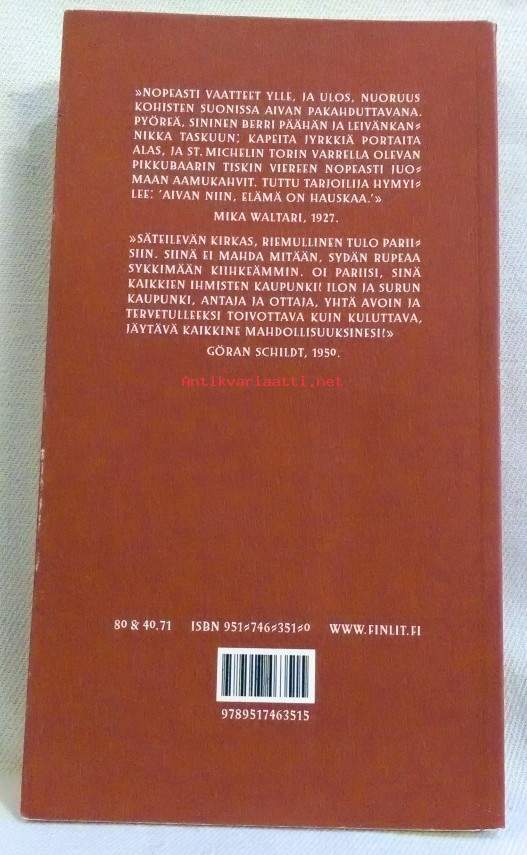 »NOPEASTI VAATTEET YLLE, JA ULOS, NUORUUS
KOHISTEN SUONISSA AIVAN PAKAHDUTTAVANA.
PYÖREÄ, SININEN BERRI PÄÄHÄN JA LEIVÄNKAN=
NIKKA TASKUUN; KAPEITA JYRKKIÄ PORTAITA
ALAS, JA ST. MICHELIN TORIN VARRELLA OLEVAN
PIKKUBAARIN TISKIN VIEREEN NOPEASTI JUO=
MAAN AAMUKAHVIT. TUTTU TARJOILIJA HYMYI=
LEE: 'AIVAN NIIN, ELÄMÄ ON HAUSKAA.'»
MIKA WALTARI, 1927.
»SÄTEILEVÄN KIRKAS, RIEMULLINEN TULO PARII=
SIIN. SIINÄ EI MAHDA MITÄÄN, SYDÄN RUPEAA
SYKKIMÄÄN KIIHKEÄMMIN. OI PARIISI, SINÄ
KAIKKIEN IHMISTEN KAUPUNKI! ILON JA SURUN
KAUPUNKI, ANTAJA JA OTTAJA, YHTÄ AVOIN JA
TERVETULLEEKSI TOIVOTTAVA KUIN KULUTTAVA,
JÄYTÄVÄ KAIKKINE MAHDOLLISUUKSINESI!»
GÖRAN SCHILDT, 1950.
Antikvariaatti.net
80 & 40.71 ISBN 951=746=351=0 WWW.FINLIT.FI
9789517463515